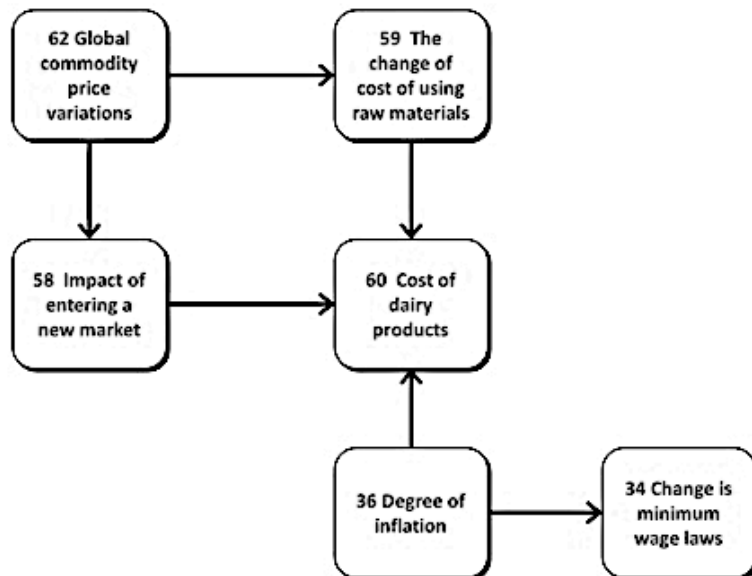 62 Global
commodity
price
variations
59 The
change of
cost of using
raw materials
58 Impact of
entering a
new market
60 Cost of
dairy
products
36 Degree of
inflation
34 Change is
minimum
wage laws